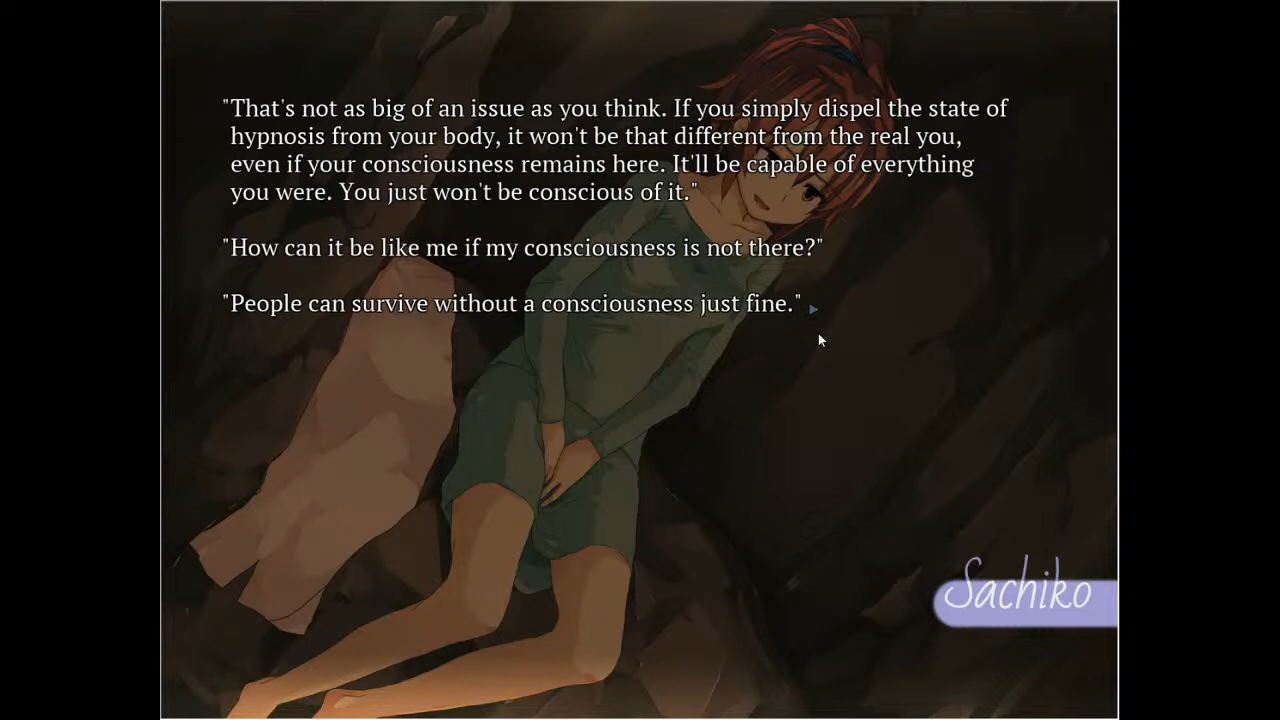 "That's not as big of an issue as you think. If you simply dispel the state of
hypnosis from your body, it won't be that different from the real you,
even if your consciousness remains here. It'll be capable of everything
you were. You just won't be conscious of it."
"How can it be like me if my consciousness is not there?"
"People can survive without a consciousness just fine."
Sachiko